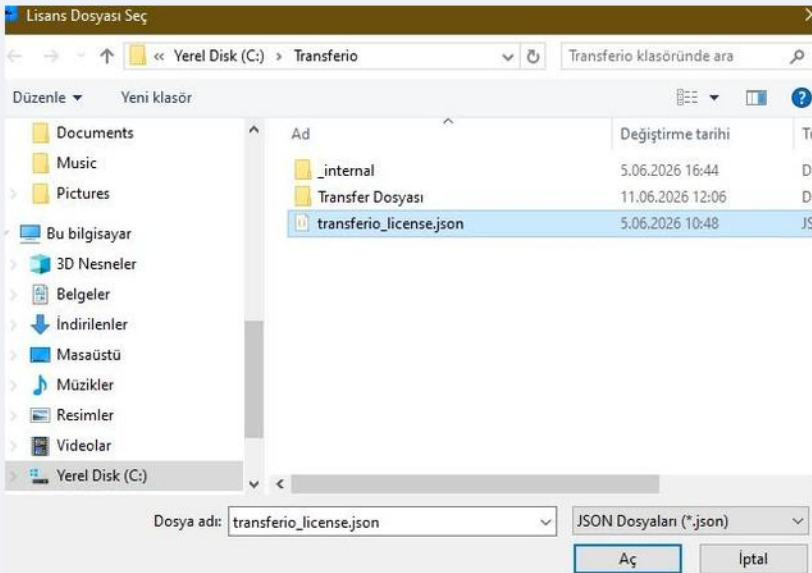 Lisans Dosyası Seç
« Yerel Disk (C:) › Transferio
Transferio klasöründe ara
Düzenle
Yeni klasör
Documents
Music
Pictures
Bu bilgisayar
3D Nesneler
Belgeler
İndirilenler
Masaüstü
Müzikler
Resimler
Videolar
Yerel Disk (C:)
Ad Değiştirme tarihi
_internal 5.06.2026 16:44
Transfer Dosyası 11.06.2026 12:06
transferio_license.json 5.06.2026 10:48
Dosya adı: transferio_license.json
JSON Dosyaları (*.json)
Aç İptal